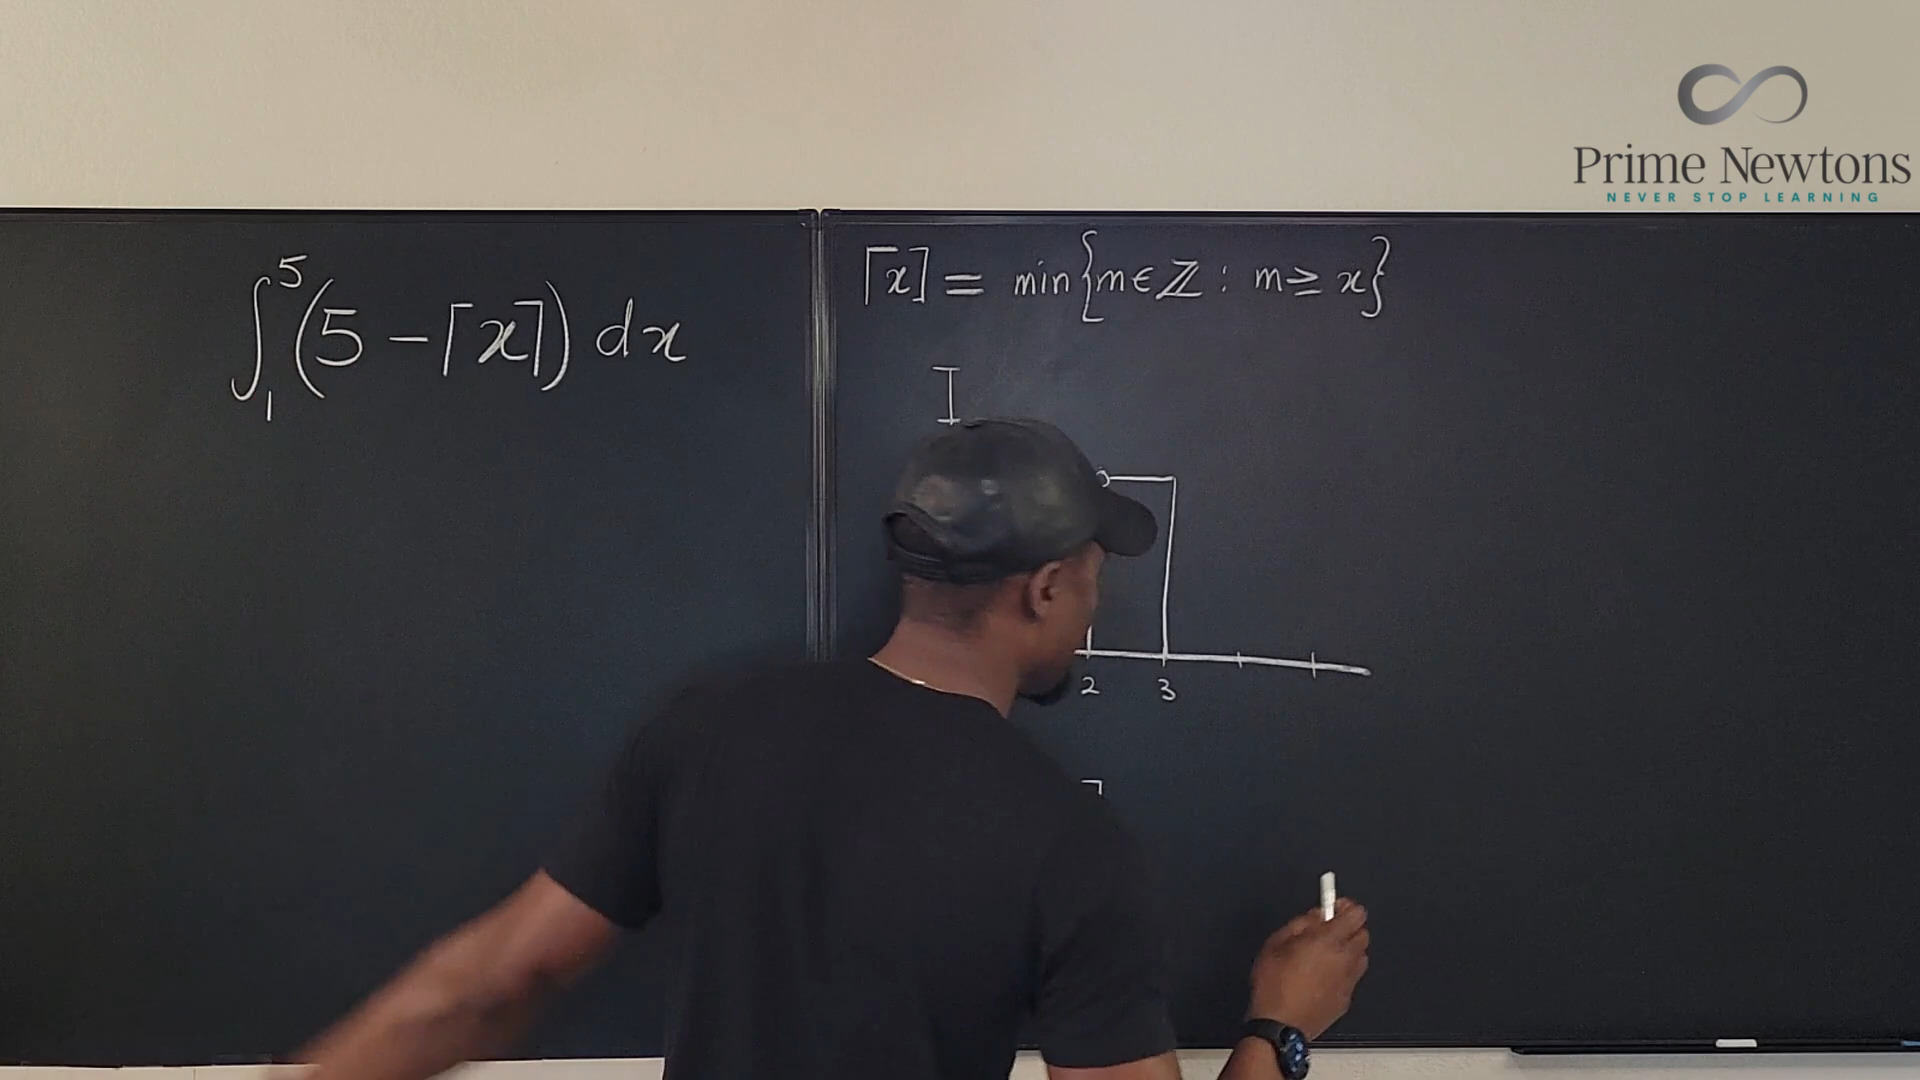 Prime Newtons
NEVER STOP LEARNING
∫₁⁵(5 - ⌈x⌉) dx
⌈x⌉ = min{m∈ℤ : m ≥ x}
I
2 3